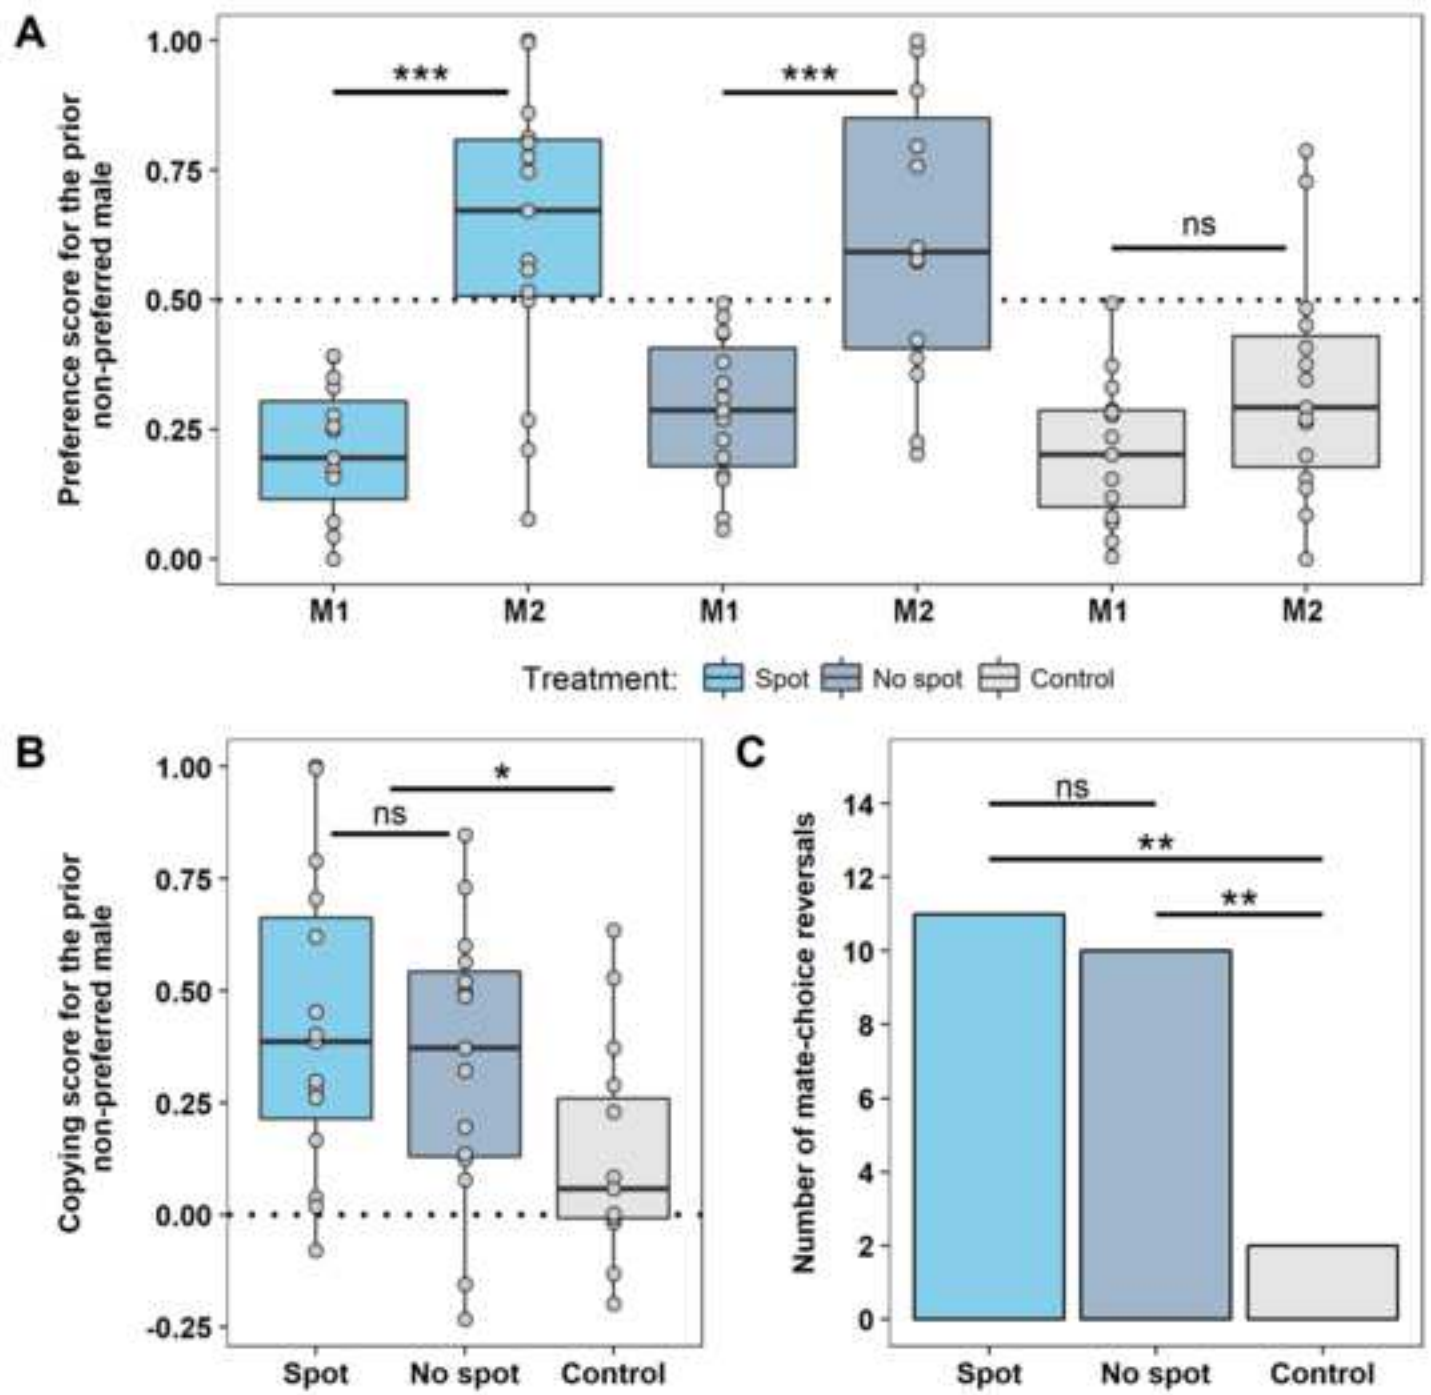 A
Preference score for the prior
non-preferred male
1.00
0.75
0.50
0.25
0.00
***
***
ns
M1 M2 M1 M2 M1 M2
Treatment: Spot No spot Control
B
Copying score for the prior
non-preferred male
1.00
0.75
0.50
0.25
0.00
-0.25
*
ns
Spot No spot Control
C
Number of mate-choice reversals
14
12
10
8
6
4
2
0
ns
**
**
Spot No spot Control